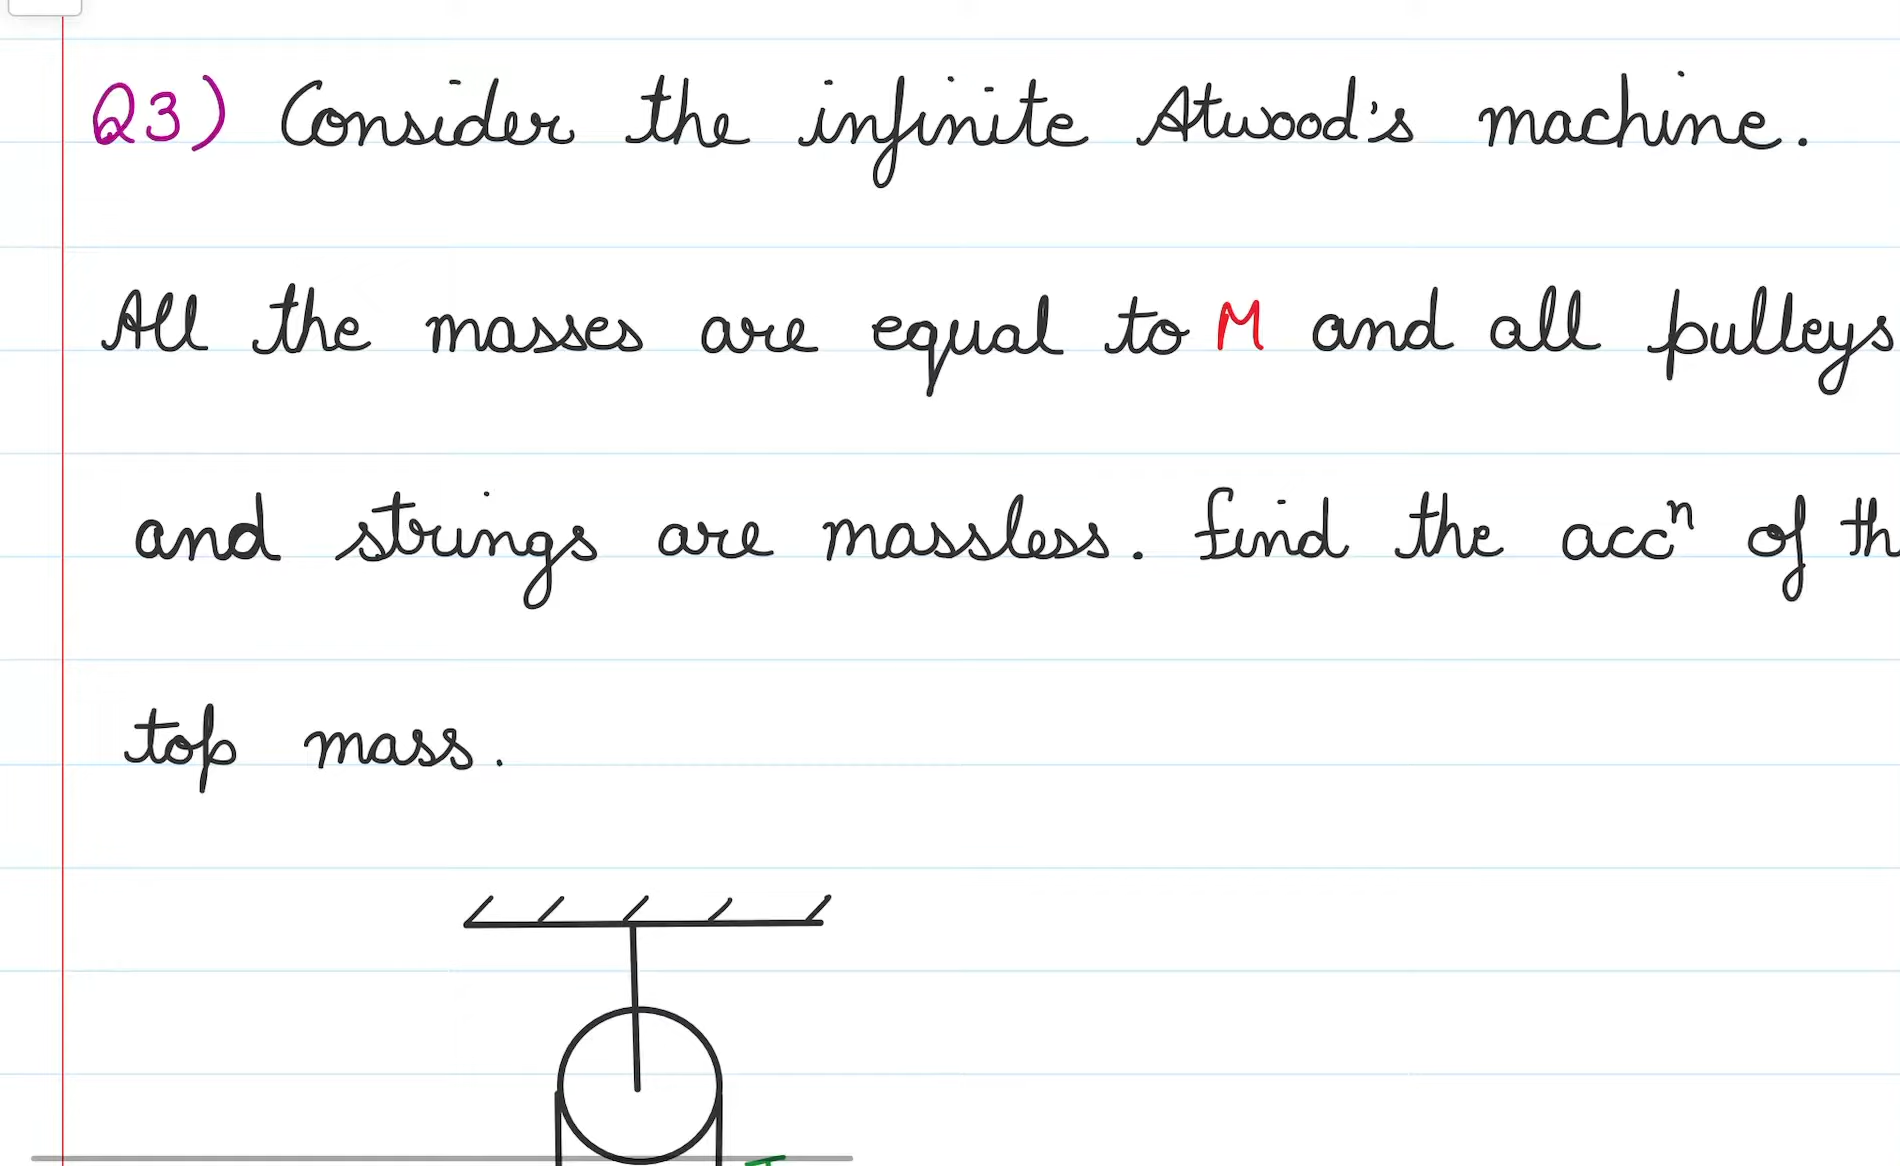 Q3) Consider the infinite Atwood's machine.
All the masses are equal to M and all pulleys
and strings are massless. find the accⁿ of th
top mass.